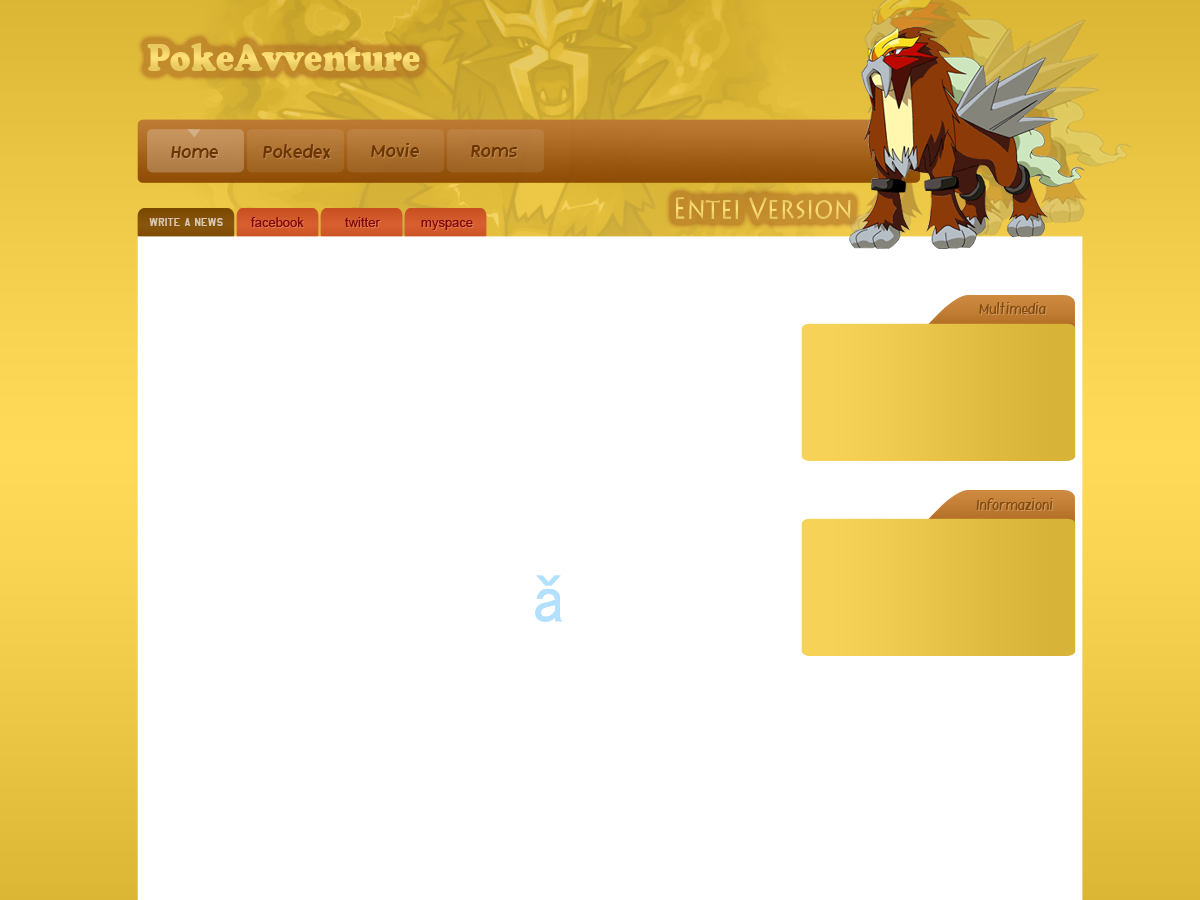 PokeAvventure
Home Pokedex Movie Roms
Entei Version
WRITE A NEWS facebook twitter myspace
Multimedia
Informazioni
ǎ